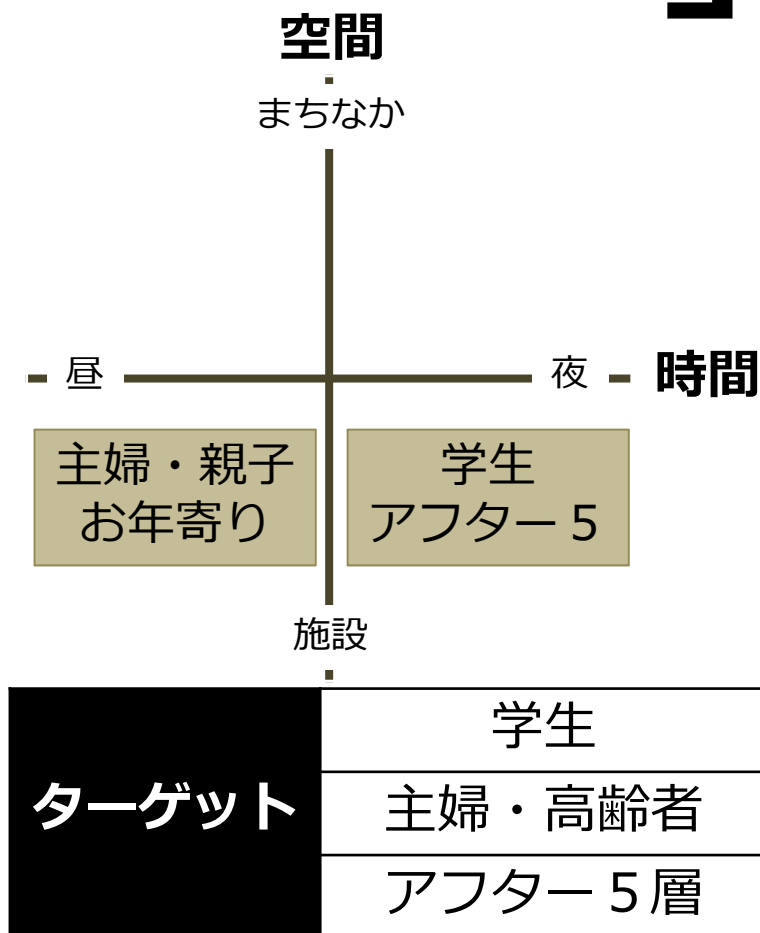 空間
まちなか
昼
夜
時間
主婦・親子
お年寄り
学生
アフター５
施設
ターゲット
学生
主婦・高齢者
アフター５層